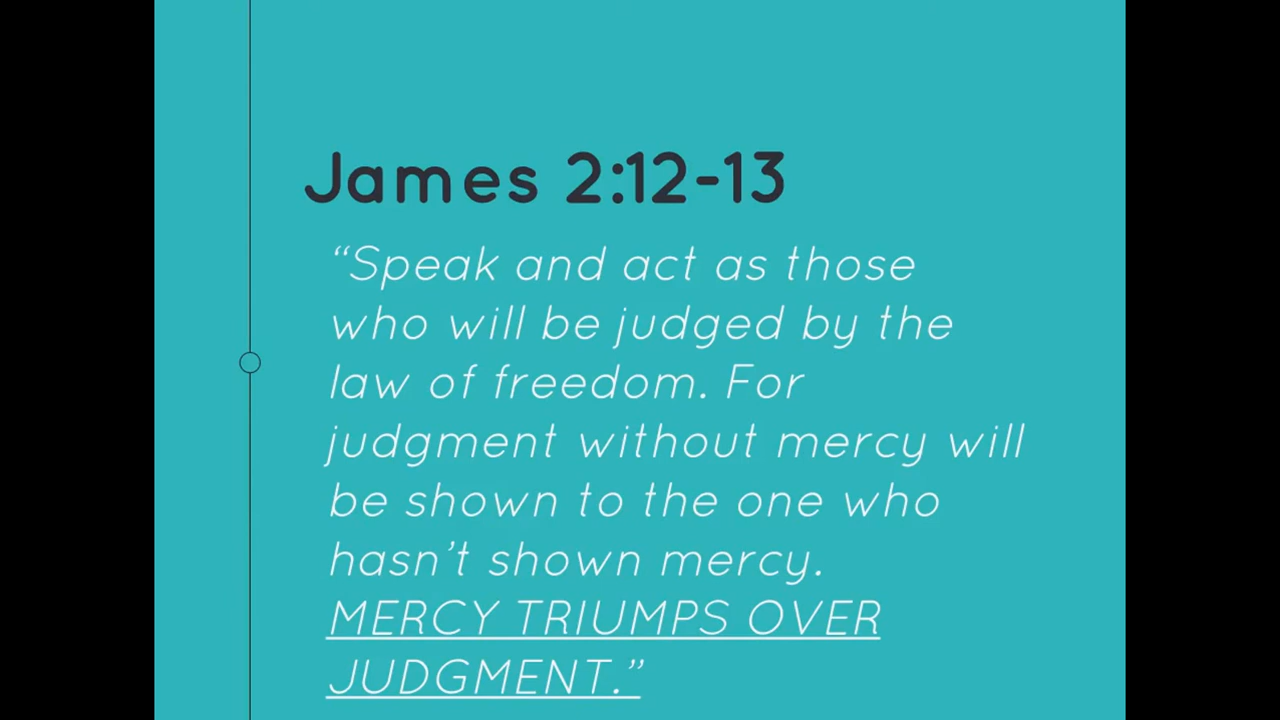 James 2:12-13
“Speak and act as those
who will be judged by the
law of freedom. For
judgment without mercy will
be shown to the one who
hasn’t shown mercy.
MERCY TRIUMPS OVER
JUDGMENT.”